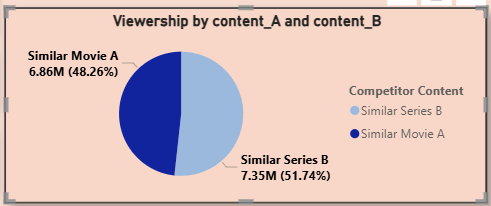 Viewership by content_A and content_B
Similar Movie A
6.86M (48.26%)
Competitor Content
Similar Series B
Similar Movie A
Similar Series B
7.35M (51.74%)